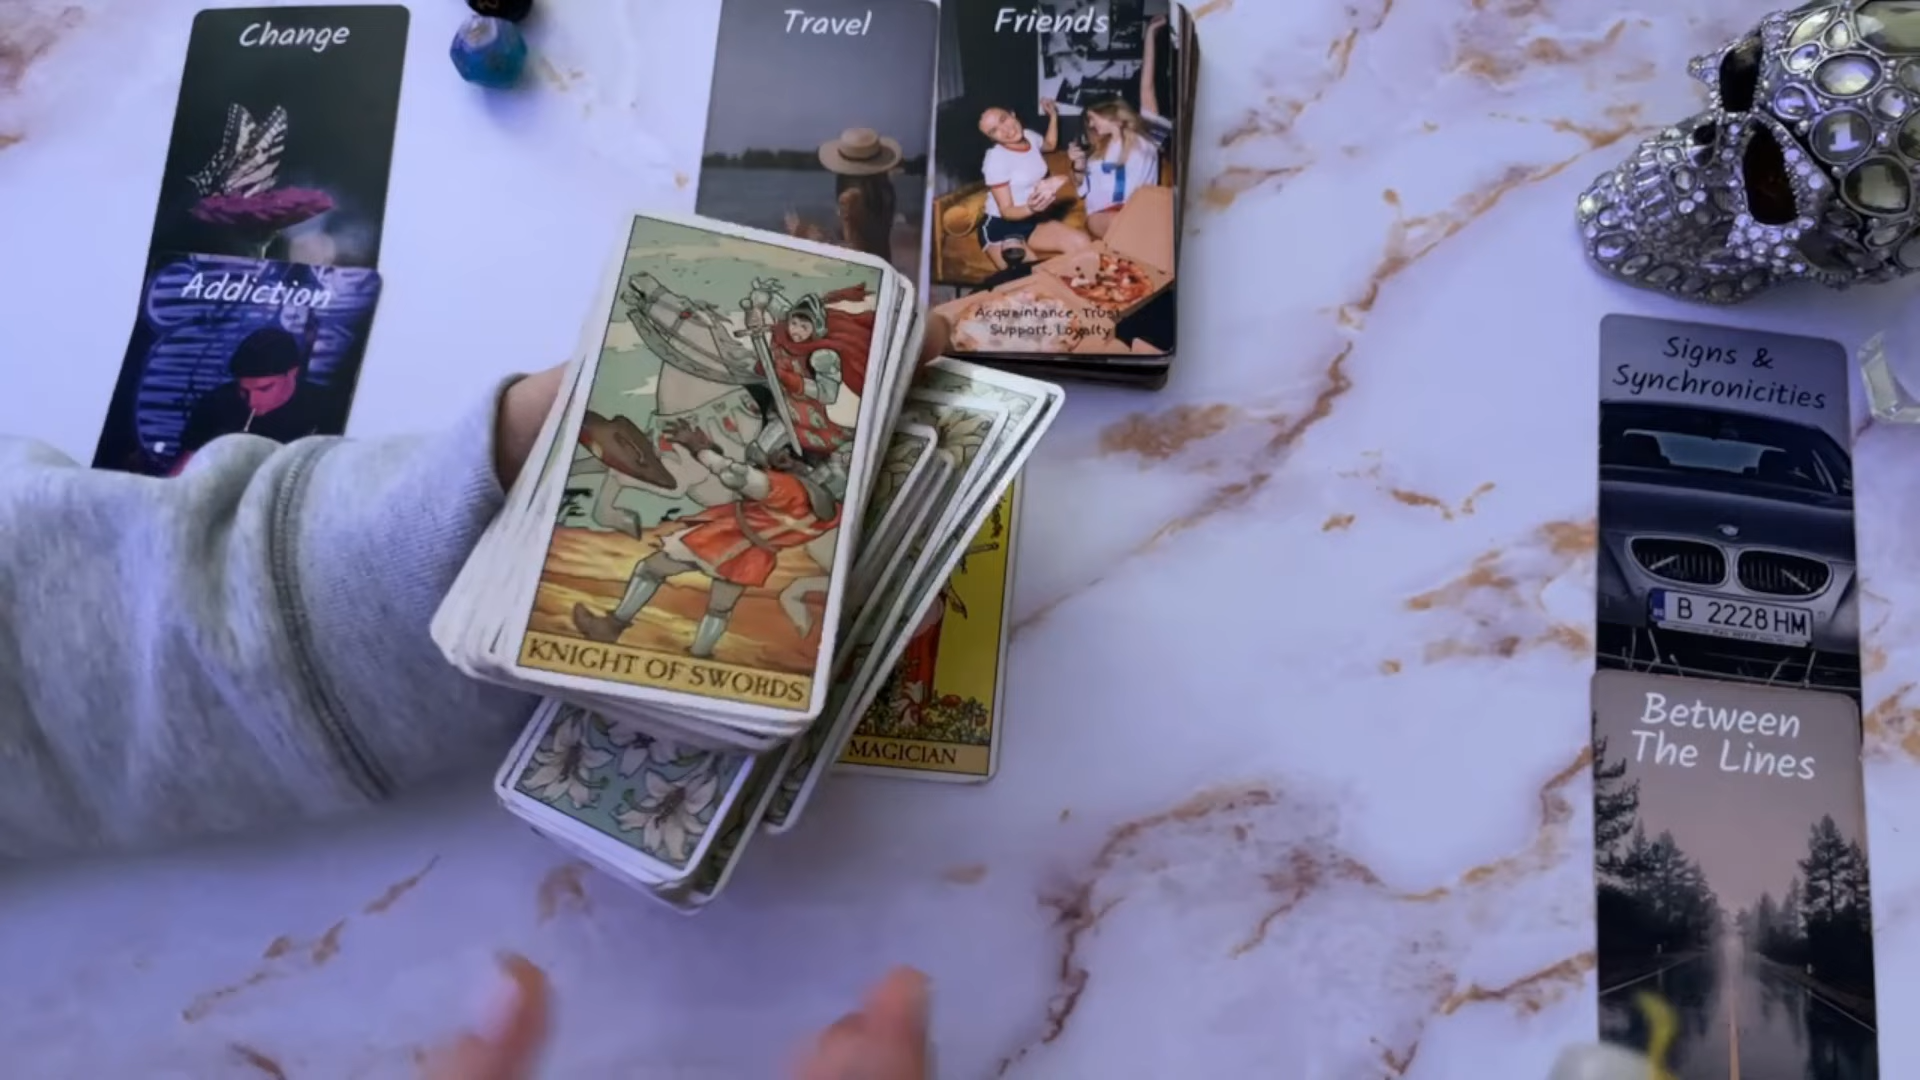 Change
Addiction
Travel
Friends
Acquaintance, Trust
Support, Loyalty
KNIGHT OF SWORDS
MAGICIAN
1
Signs &
Synchronicities
B 2228 HM
Between
The Lines